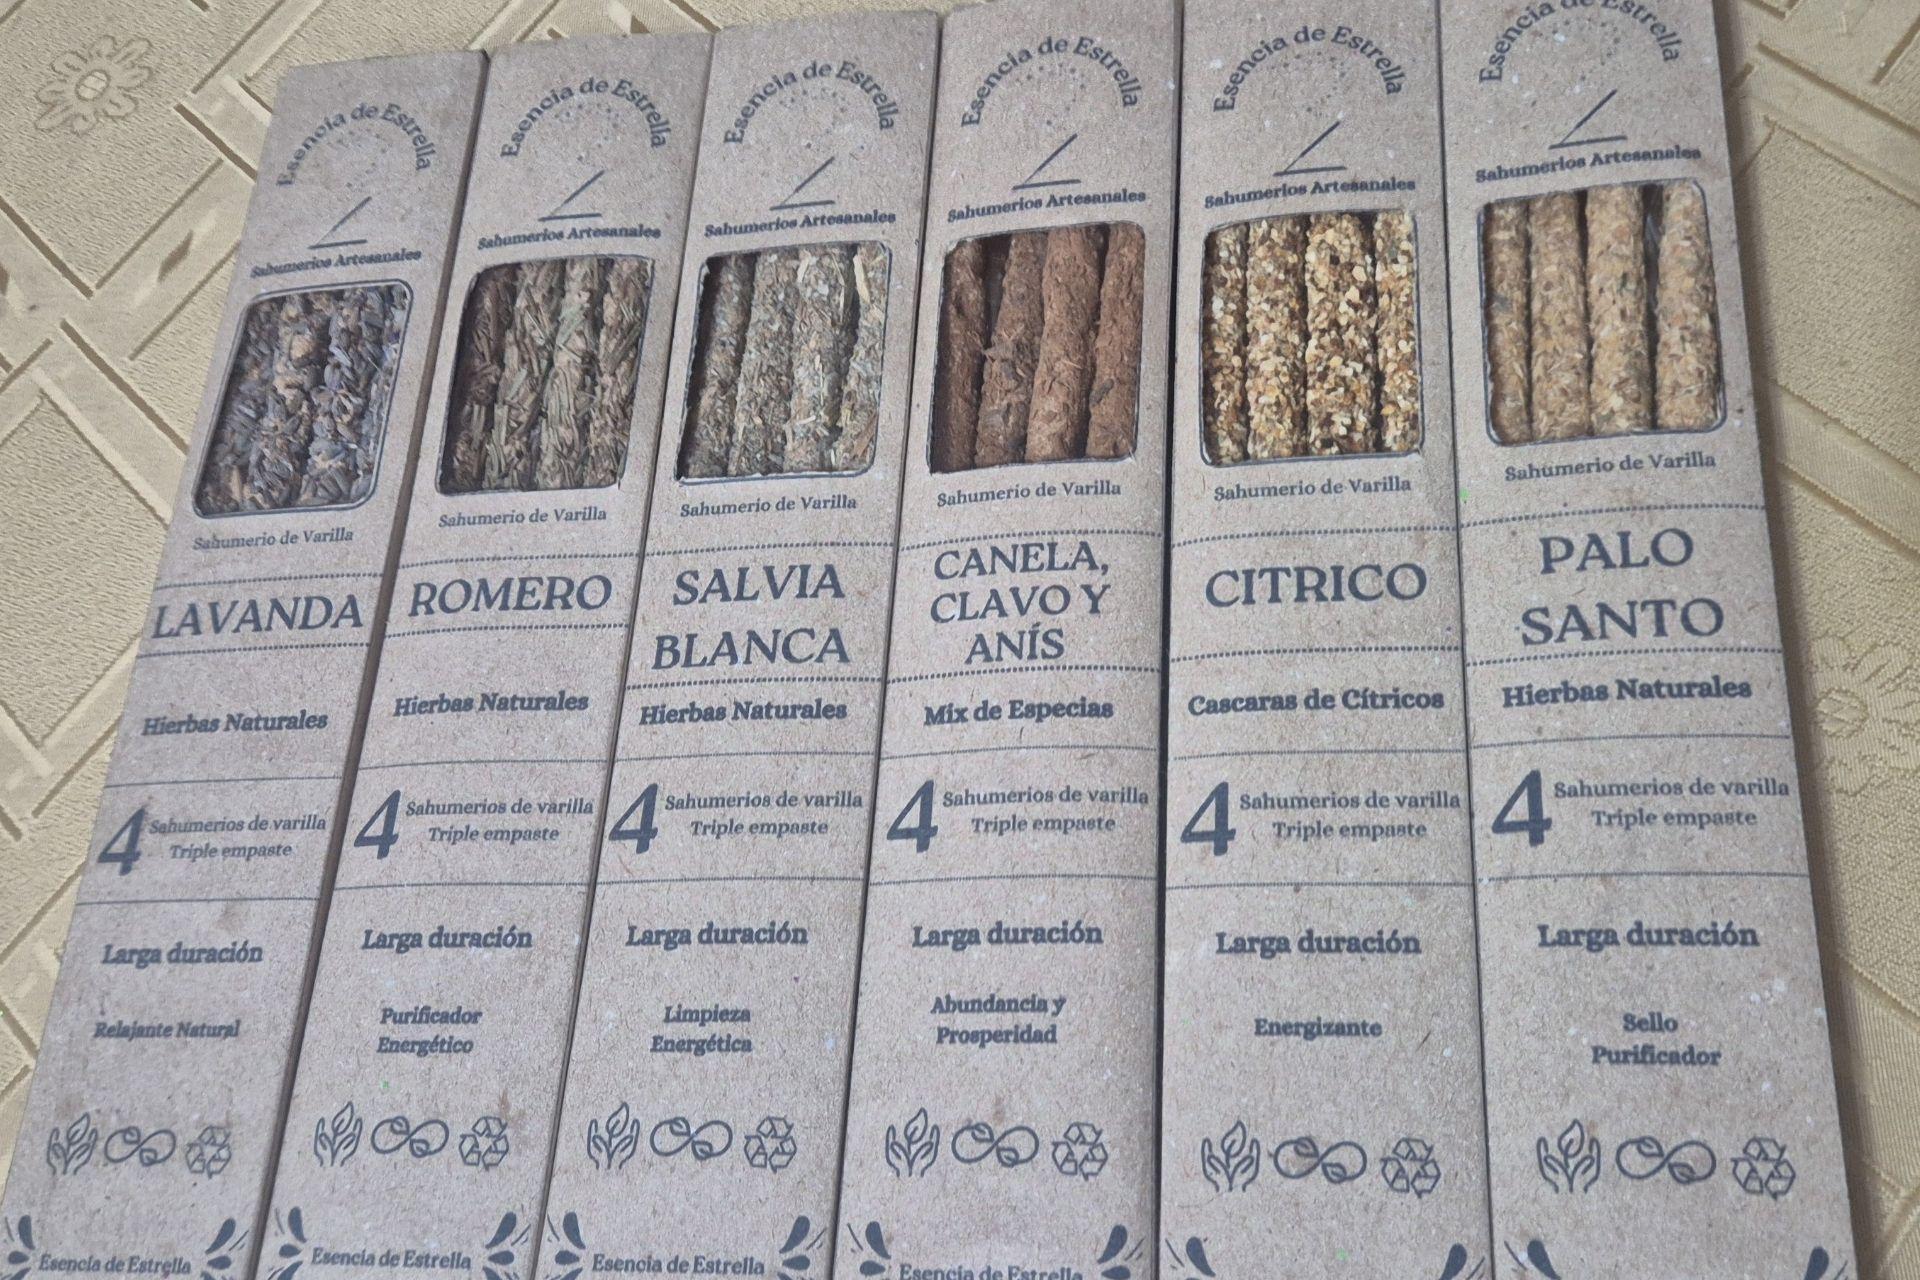 Esencia de Estrella
Sahumerios Artesanales
Sahumerio de Varilla
LAVANDA
Hierbas Naturales
4 Sahumerios de varilla
Triple empaste
Larga duración
Relajante Natural
Esencia de Estrella
Esencia de Estrella
Sahumerios Artesanales
Sahumerio de Varilla
ROMERO
Hierbas Naturales
4 Sahumerios de varilla
Triple empaste
Larga duración
Purificador
Energético
Esencia de Estrella
Esencia de Estrella
Sahumerios Artesanales
Sahumerio de Varilla
SALVIA
BLANCA
Hierbas Naturales
4 Sahumerios de varilla
Triple empaste
Larga duración
Limpieza
Energética
Esencia de Estrella
Esencia de Estrella
Sahumerios Artesanales
Sahumerio de Varilla
CANELA,
CLAVO Y
ANÍS
Mix de Especias
4 Sahumerios de varilla
Triple empaste
Larga duración
Abundancia y
Prosperidad
Esencia de Estrella
Esencia de Estrella
Sahumerios Artesanales
Sahumerio de Varilla
CITRICO
Cascaras de Cítricos
4 Sahumerios de varilla
Triple empaste
Larga duración
Energizante
Esencia de Estrella
Sahumerios Artesanales
Sahumerio de Varilla
PALO
SANTO
Hierbas Naturales
4 Sahumerios de varilla
Triple empaste
Larga duración
Sello
Purificador